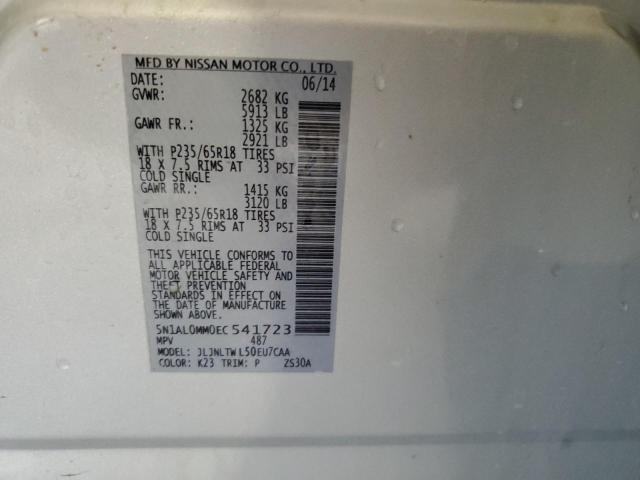 MFD BY NISSAN MOTOR CO., LTD.
DATE: 06/14
GVWR: 2682 KG
5913 LB
GAWR FR.: 1325 KG
2921 LB
WITH P235/65R18 TIRES
18 X 7.5 RIMS AT 33 PSI
COLD SINGLE
GAWR RR.: 1415 KG
3120 LB
WITH P235/65R18 TIRES
18 X 7.5 RIMS AT 33 PSI
COLD SINGLE
THIS VEHICLE CONFORMS TO
ALL APPLICABLE FEDERAL
MOTOR VEHICLE SAFETY AND
THEFT PREVENTION
STANDARDS IN EFFECT ON
THE DATE OF MANUFACTURE
SHOWN ABOVE.
5N1AL0MM0EC541723
MPV 487
MODEL: JLJNLTWL50EU7CAA
COLOR: K23 TRIM: P ZS30A